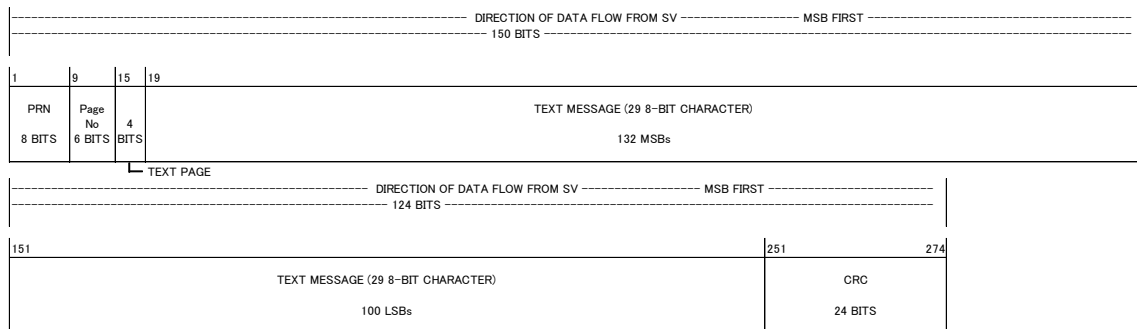 DIRECTION OF DATA FLOW FROM SV MSB FIRST
150 BITS
1 9 15 19
PRN Page TEXT MESSAGE (29 8-BIT CHARACTER)
No 4
8 BITS 6 BITS BITS 132 MSBs
TEXT PAGE
DIRECTION OF DATA FLOW FROM SV MSB FIRST
124 BITS
151 251 274
TEXT MESSAGE (29 8-BIT CHARACTER) CRC
100 LSBs 24 BITS